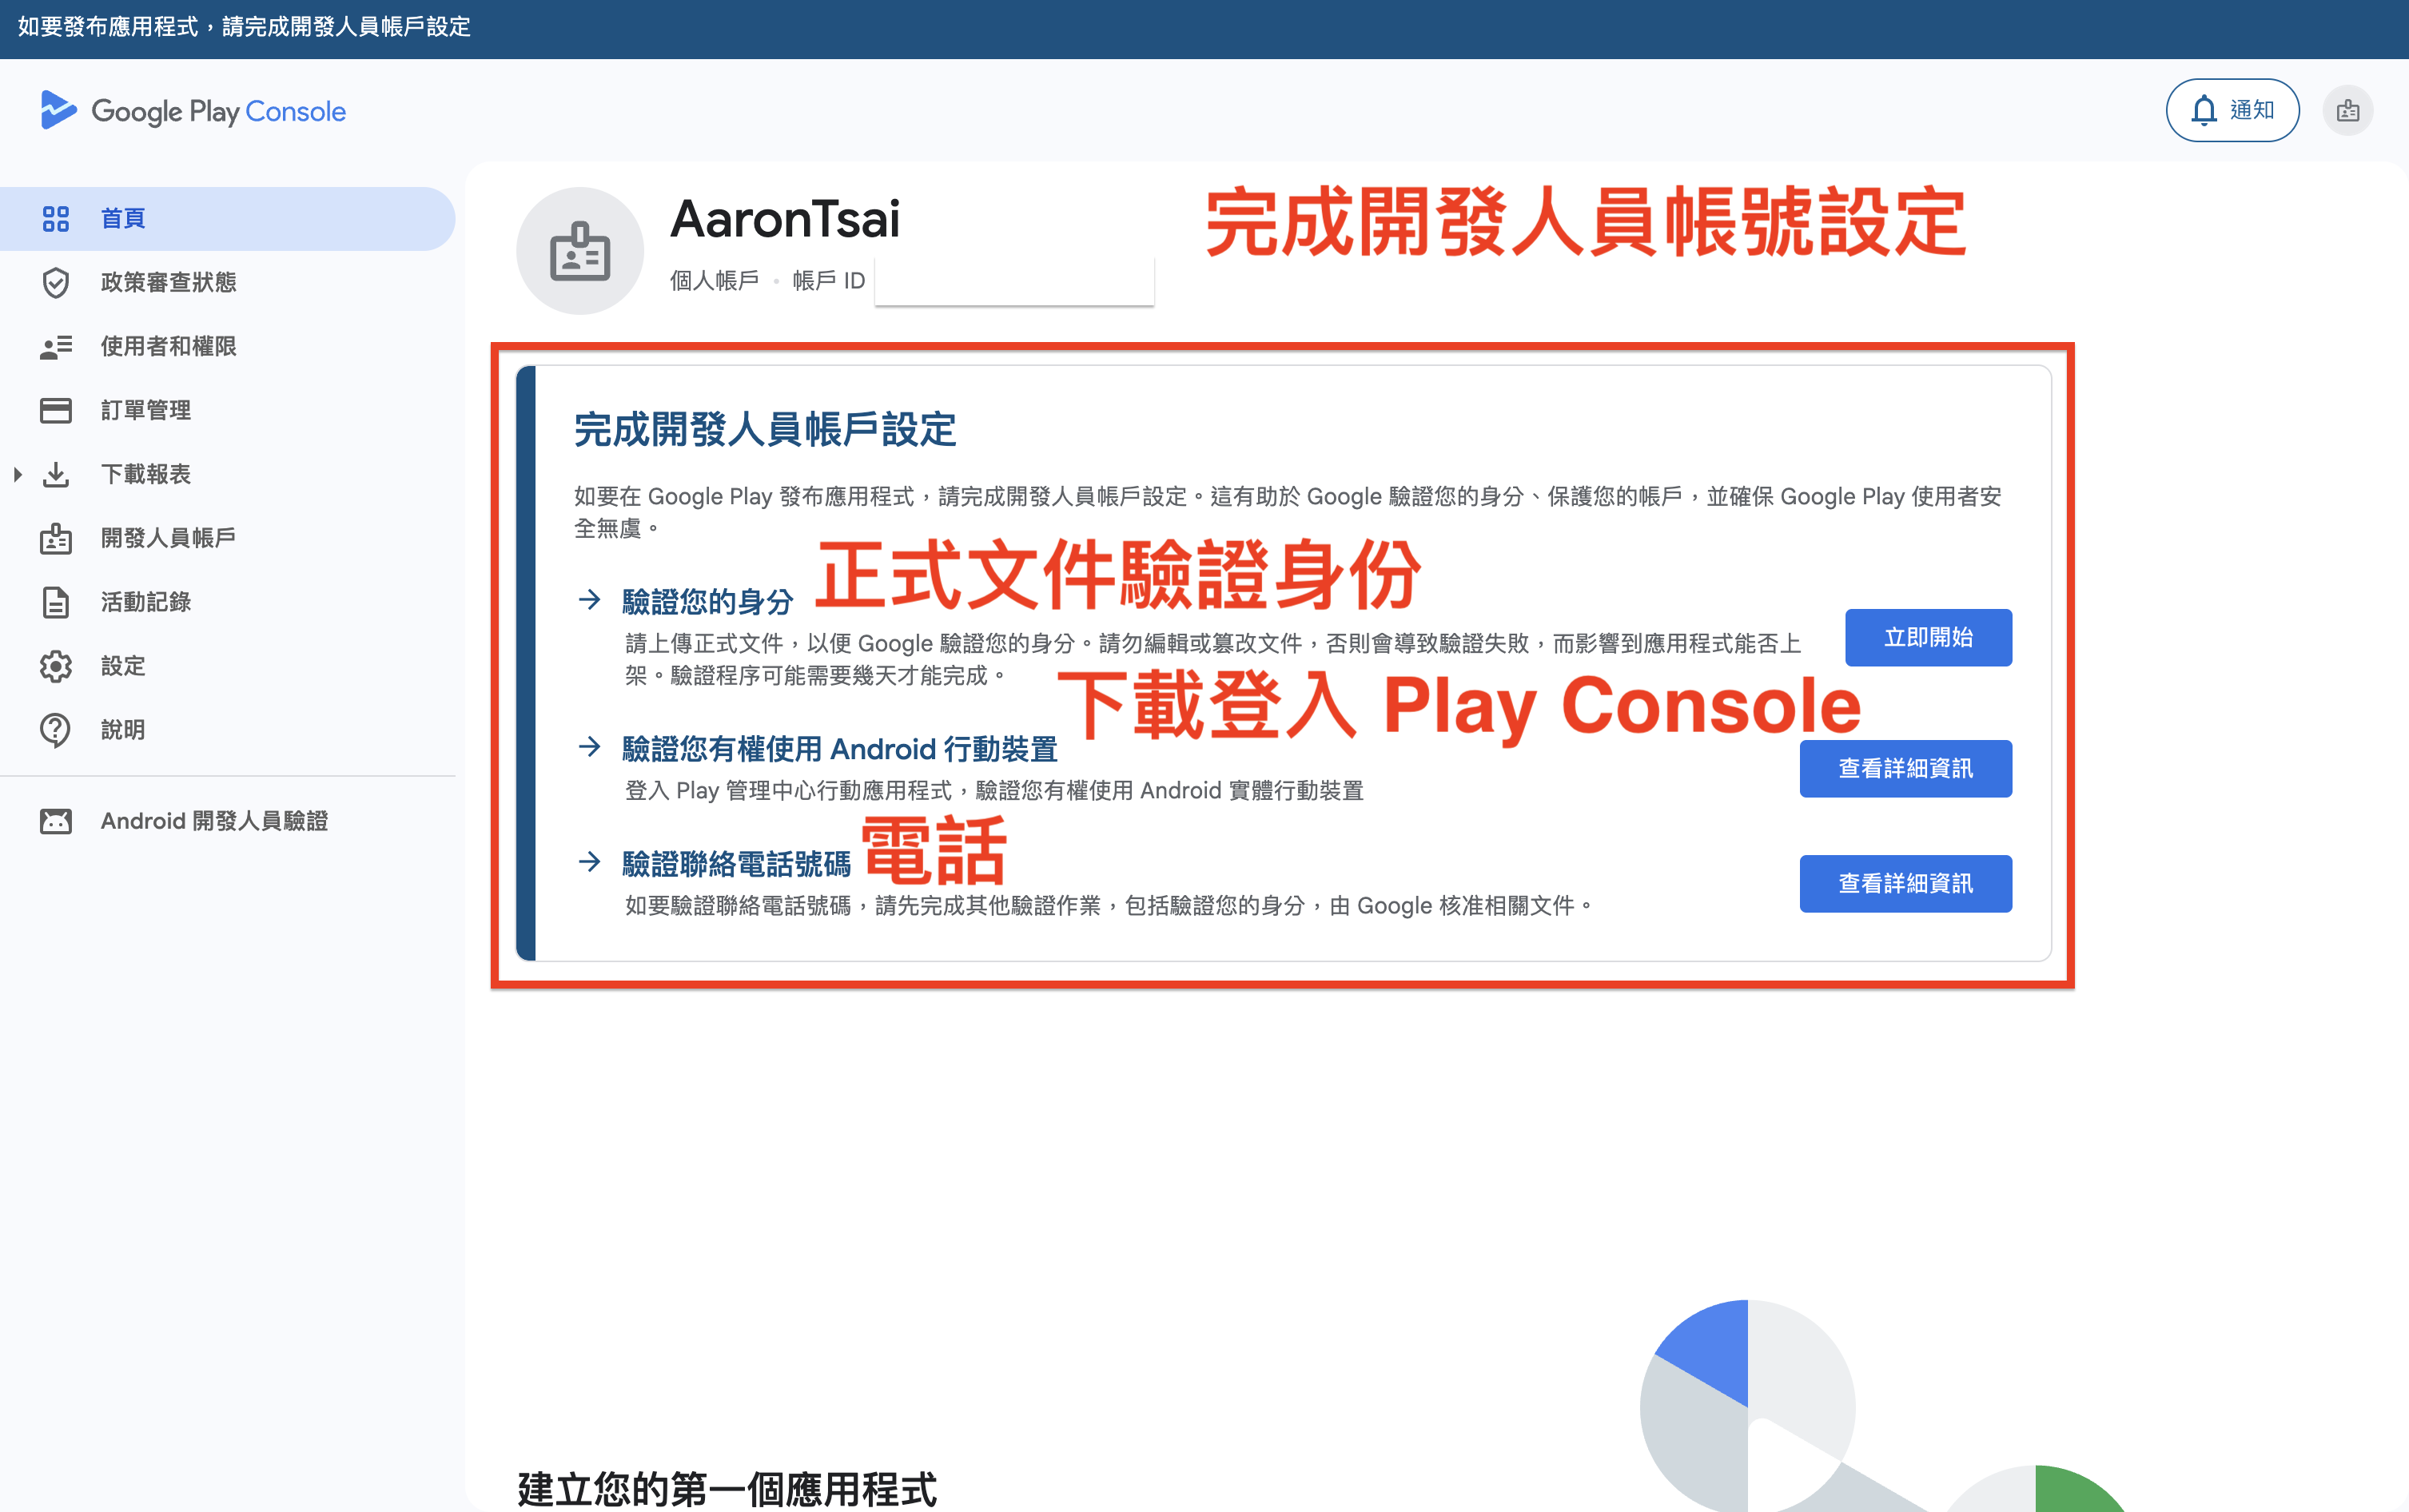 如要發布應用程式，請完成開發人員帳戶設定
Google Play Console
通知
首頁
政策審查狀態
使用者和權限
訂單管理
下載報表
開發人員帳戶
活動記錄
設定
說明
Android 開發人員驗證
AaronTsai
個人帳戶 • 帳戶 ID
完成開發人員帳號設定
完成開發人員帳戶設定
如要在 Google Play 發布應用程式，請完成開發人員帳戶設定。這有助於 Google 驗證您的身分、保護您的帳戶，並確保 Google Play 使用者安
全無虞。
驗證您的身分
正式文件驗證身份
請上傳正式文件，以便 Google 驗證您的身分。請勿編輯或篡改文件，否則會導致驗證失敗，而影響到應用程式能否上
架。驗證程序可能需要幾天才能完成。
立即開始
下載登入 Play Console
驗證您有權使用 Android 行動裝置
登入 Play 管理中心行動應用程式，驗證您有權使用 Android 實體行動裝置
查看詳細資訊
驗證聯絡電話號碼
電話
如要驗證聯絡電話號碼，請先完成其他驗證作業，包括驗證您的身分，由 Google 核准相關文件。
查看詳細資訊
建立您的第一個應用程式